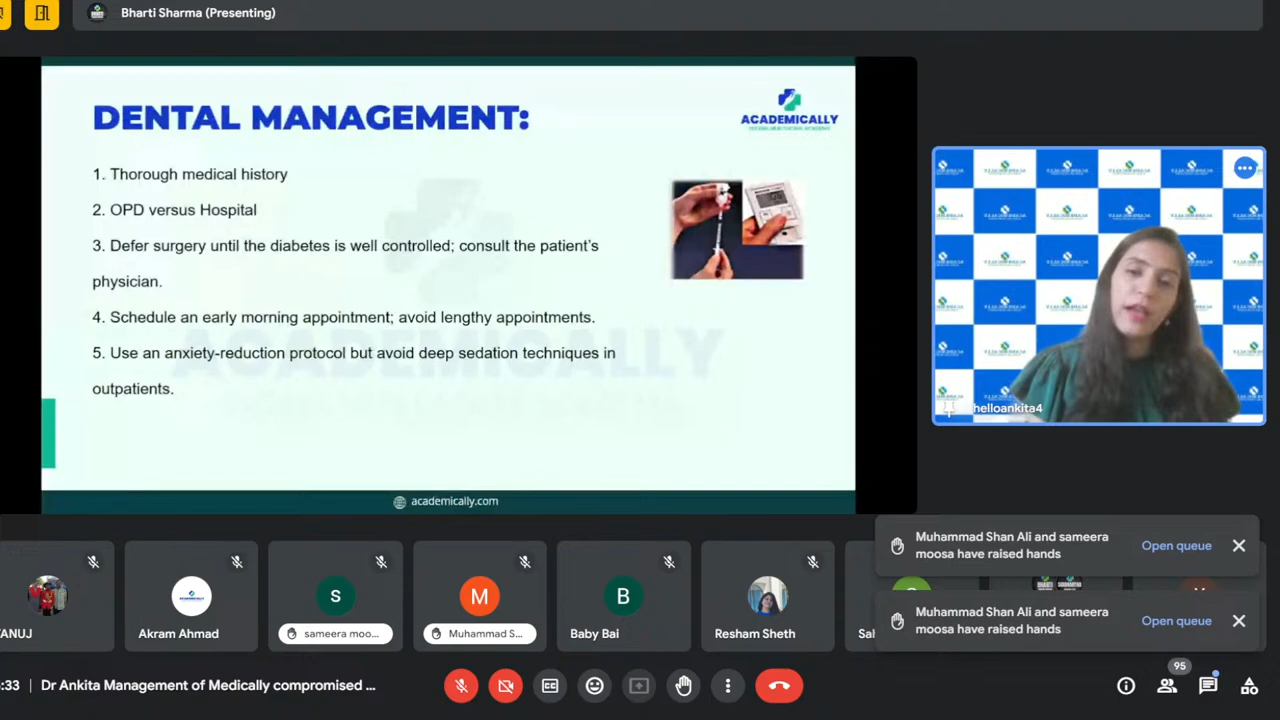 Bharti Sharma (Presenting)
DENTAL MANAGEMENT:
ACADEMICALLY
1. Thorough medical history
2. OPD versus Hospital
3. Defer surgery until the diabetes is well controlled; consult the patient's
physician.
4. Schedule an early morning appointment; avoid lengthy appointments.
5. Use an anxiety-reduction protocol but avoid deep sedation techniques in
outpatients.
ACADEMICALLY
academically.com
helloankita4
Muhammad Shan Ali and sameera
moosa have raised hands
Open queue
Muhammad Shan Ali and sameera
moosa have raised hands
Open queue
ANUJ
Akram Ahmad
s
sameera moo...
M
Muhammad S...
B
Baby Bai
Resham Sheth
Sal
:33 | Dr Ankita Management of Medically compromised ...
95